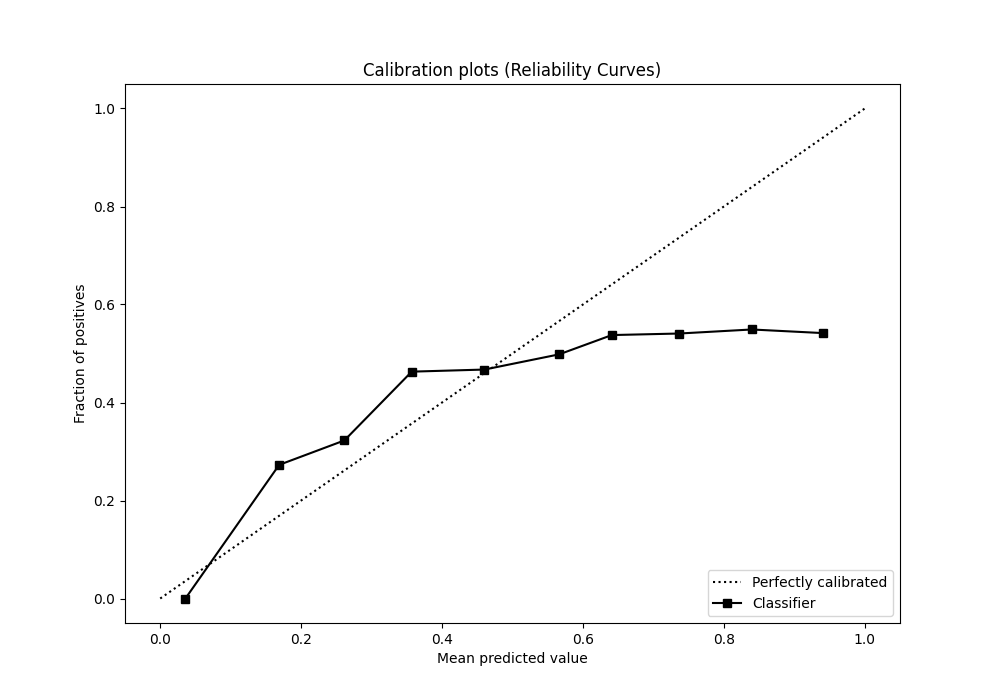 Calibration plots (Reliability Curves)
1.0
0.8
0.6
0.4
0.2
0.0
Fraction of positives
0.0 0.2 0.4 0.6 0.8 1.0
Mean predicted value
Perfectly calibrated
Classifier